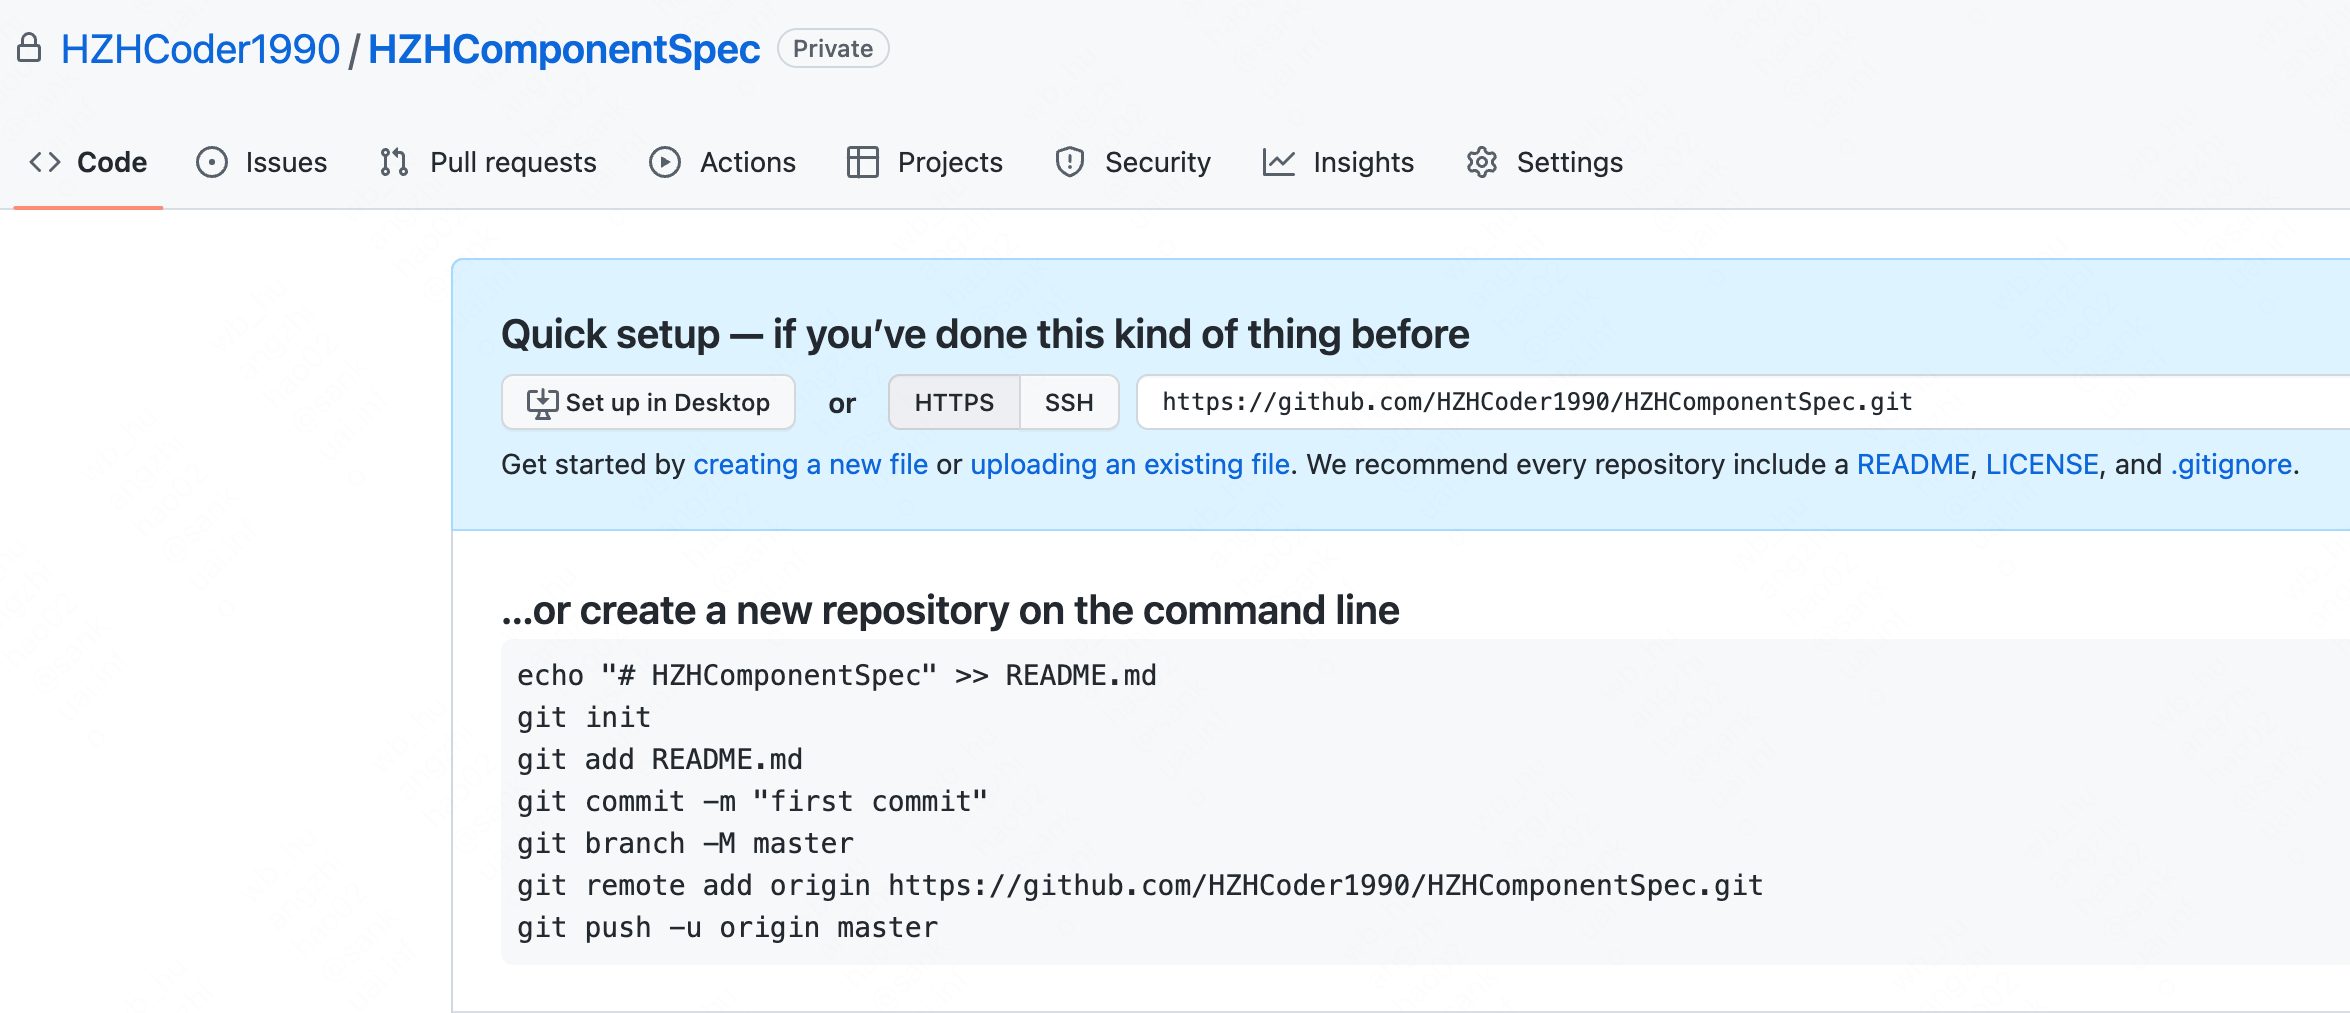 HZHCoder1990 / HZHComponentSpec Private
Code Issues Pull requests Actions Projects Security Insights Settings
Quick setup — if you’ve done this kind of thing before
Set up in Desktop or HTTPS SSH https://github.com/HZHCoder1990/HZHComponentSpec.git
Get started by creating a new file or uploading an existing file. We recommend every repository include a README, LICENSE, and .gitignore.
…or create a new repository on the command line
echo "# HZHComponentSpec" >> README.md
git init
git add README.md
git commit -m "first commit"
git branch -M master
git remote add origin https://github.com/HZHCoder1990/HZHComponentSpec.git
git push -u origin master